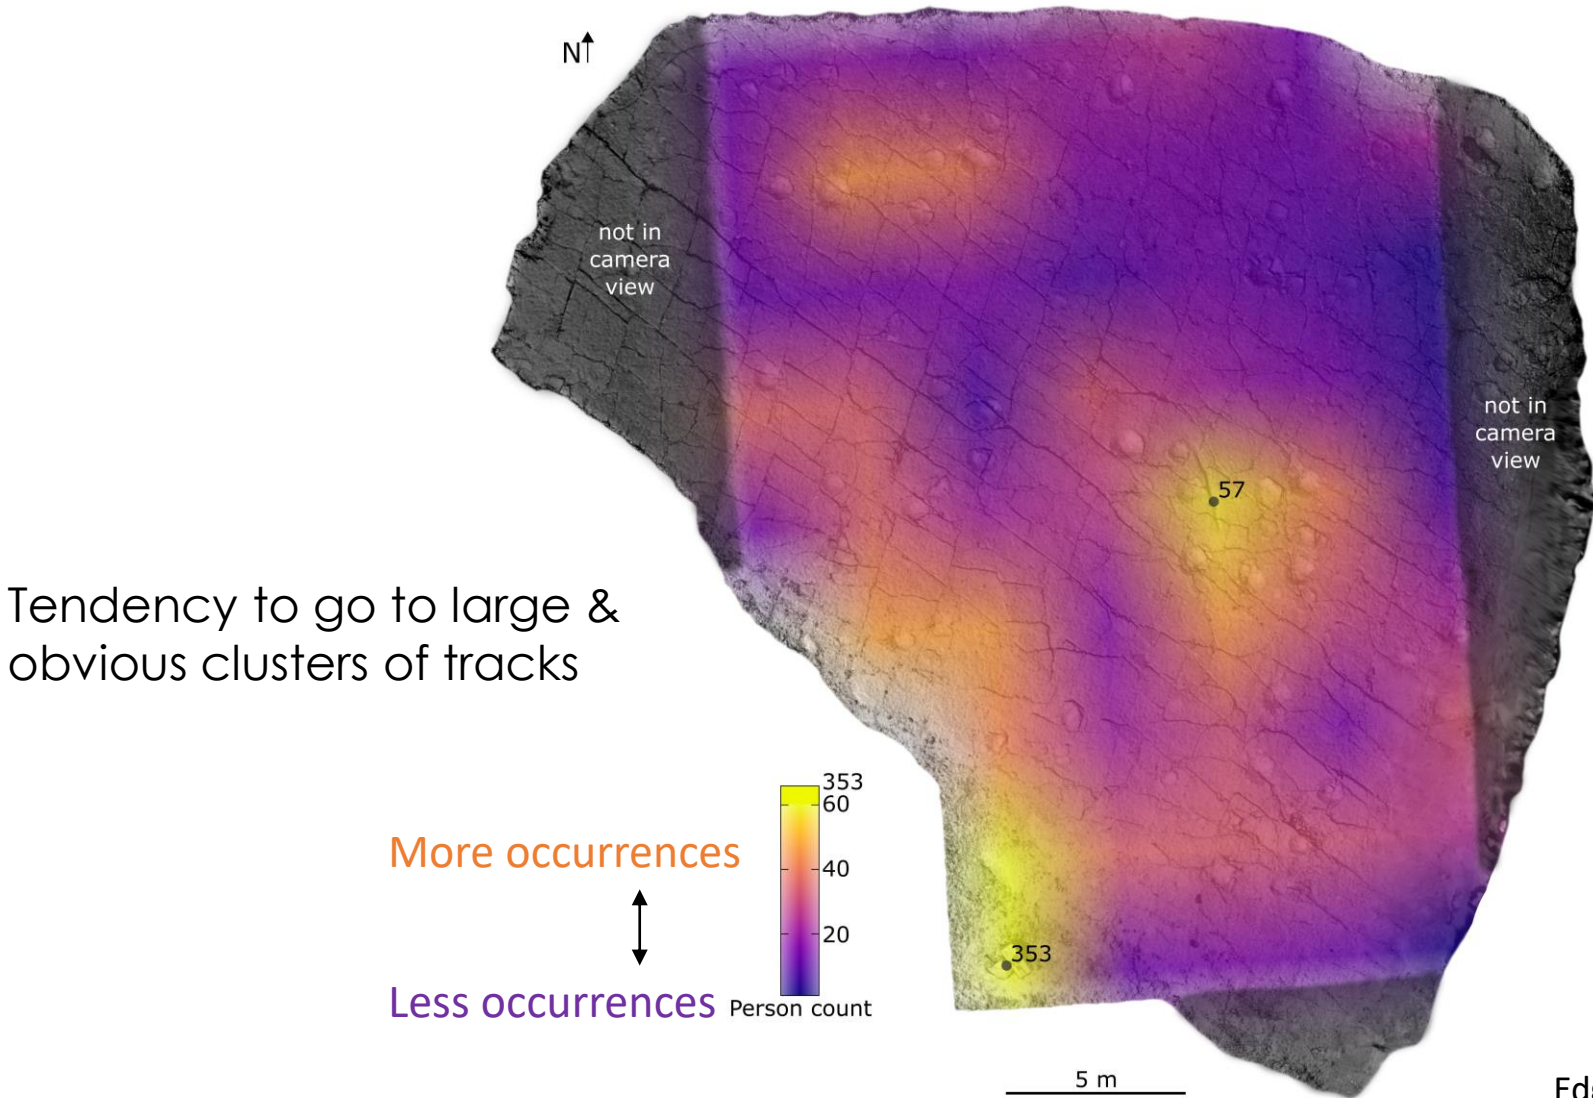 N
not in
camera
view
not in
camera
view
57
Tendency to go to large &
obvious clusters of tracks
353
60
More occurrences
40
20
353
Less occurrences
Person count
5 m